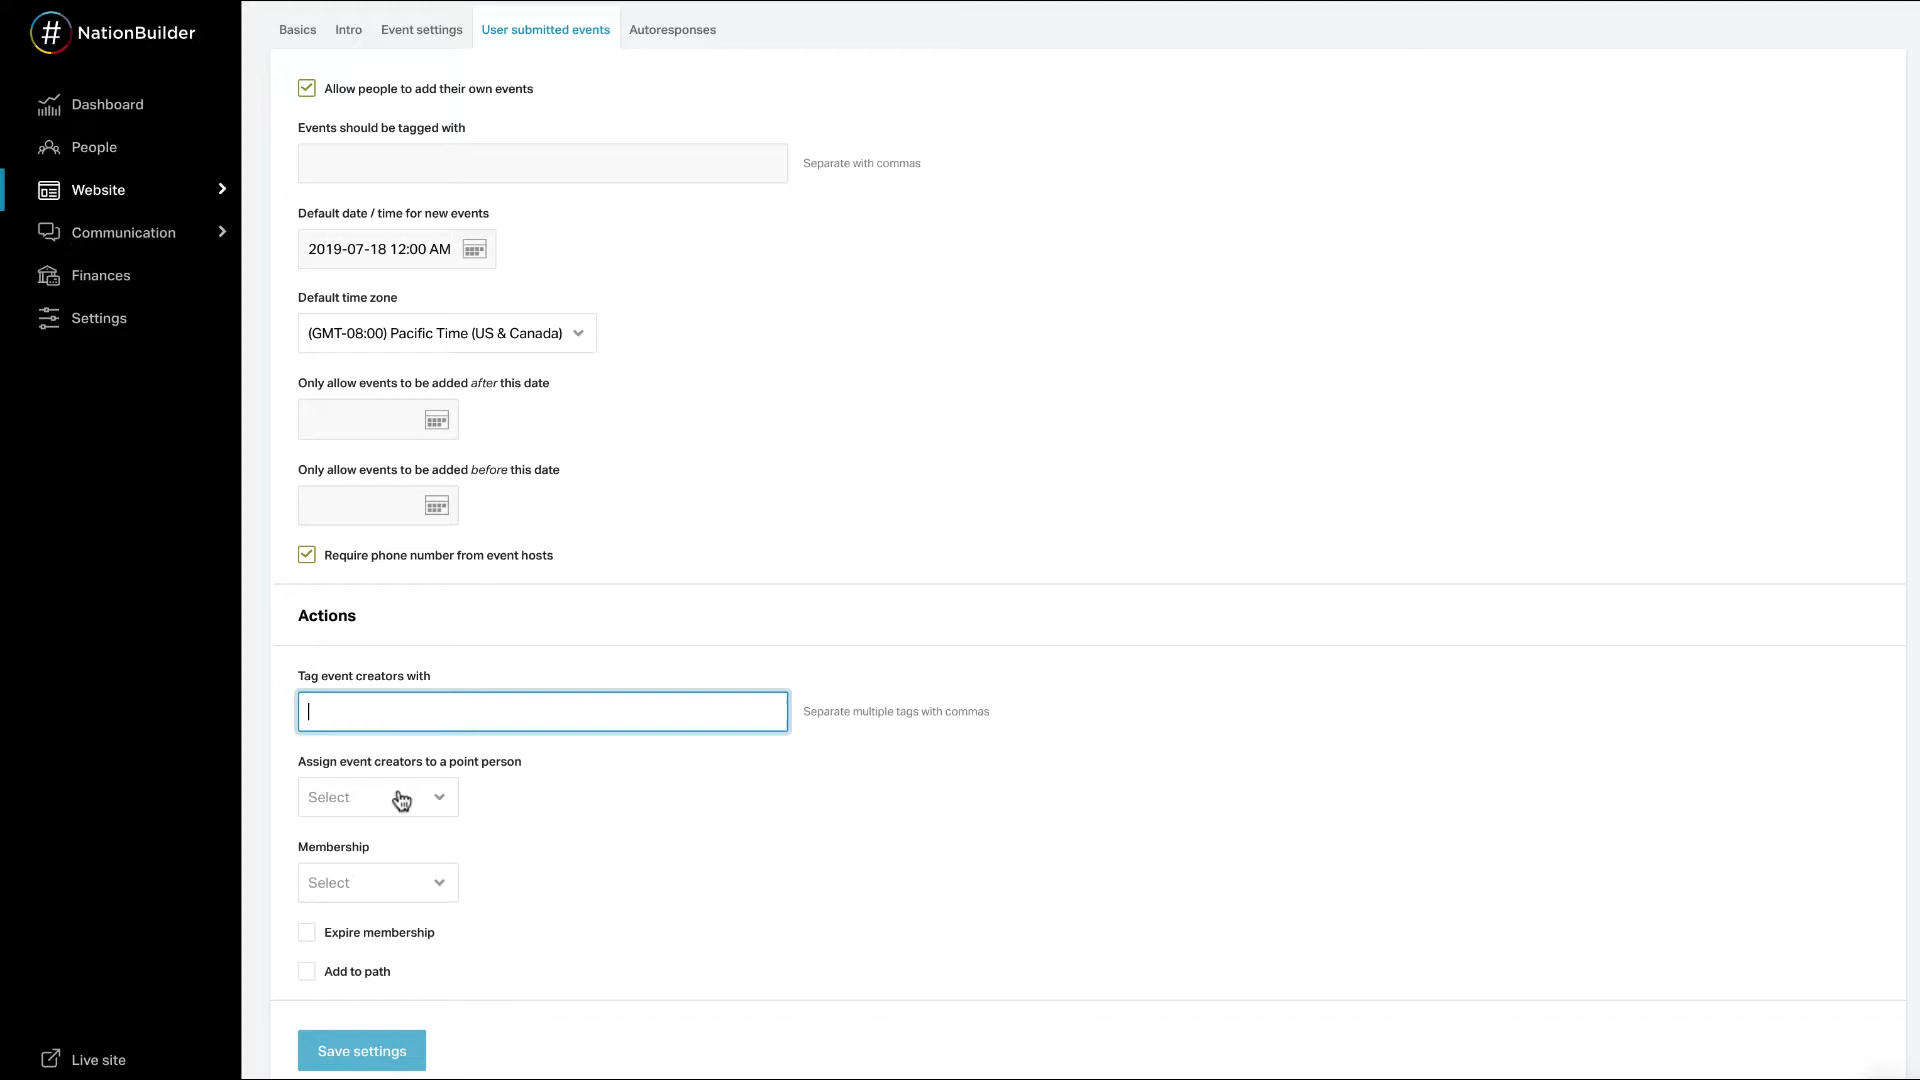 NationBuilder
Dashboard
People
Website
Communication
Finances
Settings
Live site
Basics
Intro
Event settings
User submitted events
Autoresponses
Allow people to add their own events
Events should be tagged with
Separate with commas
Default date / time for new events
2019-07-18 12:00 AM
Default time zone
(GMT-08:00) Pacific Time (US & Canada)
Only allow events to be added after this date
Only allow events to be added before this date
Require phone number from event hosts
Actions
Tag event creators with
Separate multiple tags with commas
Assign event creators to a point person
Select
Membership
Select
Expire membership
Add to path
Save settings